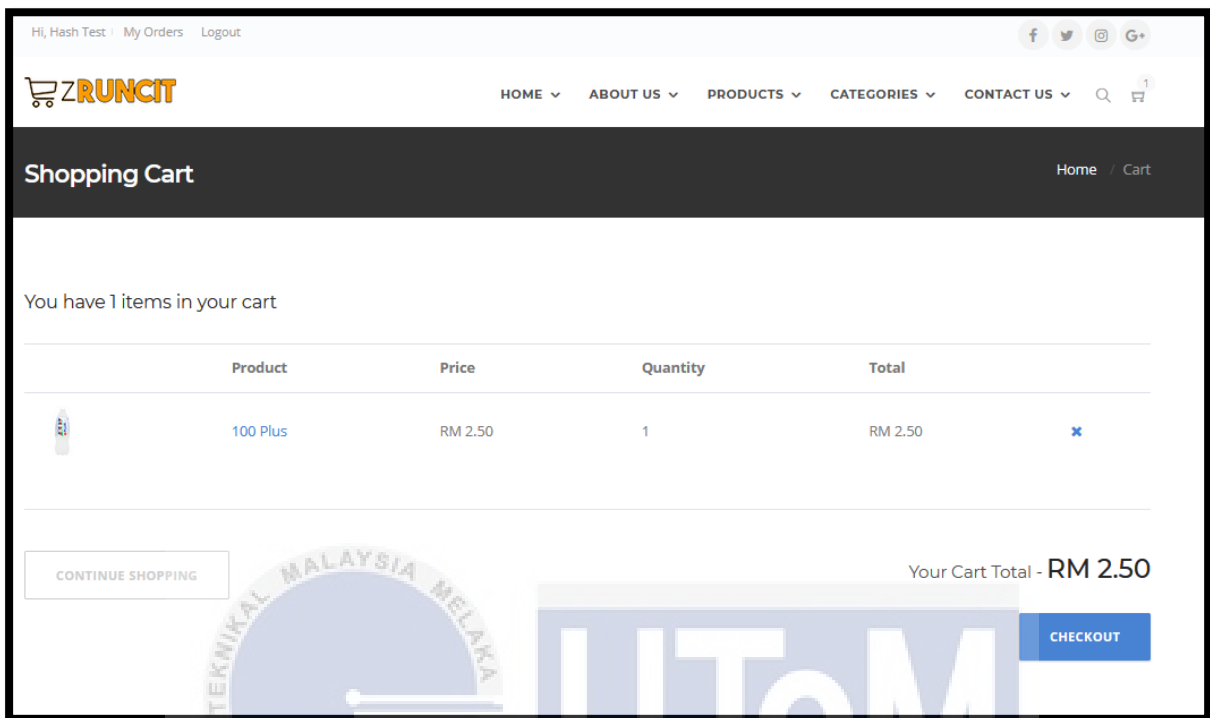 Hi, Hash Test My Orders Logout
G+
ZRUNCIT HOME ABOUT US PRODUCTS CATEGORIES CONTACT US 1
Shopping Cart Home / Cart
You have 1 items in your cart
Product Price Quantity Total
100 Plus RM 2.50 1 RM 2.50
CONTINUE SHOPPING
Your Cart Total - RM 2.50
CHECKOUT
TEKNIKAL MALAYSIA MELAKA
UTeM